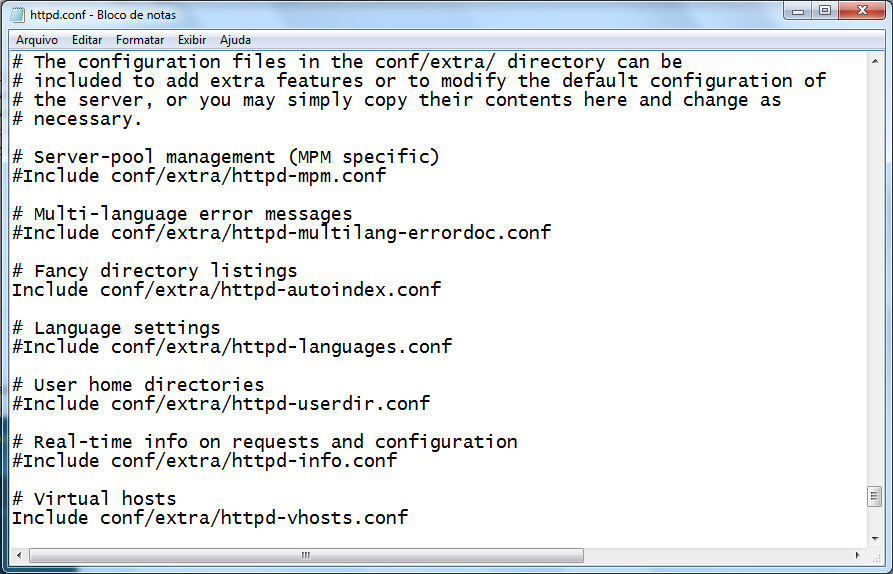 httpd.conf - Bloco de notas
Arquivo Editar Formatar Exibir Ajuda
# The configuration files in the conf/extra/ directory can be
# included to add extra features or to modify the default configuration of
# the server, or you may simply copy their contents here and change as
# necessary.
# Server-pool management (MPM specific)
#Include conf/extra/httpd-mpm.conf
# Multi-language error messages
#Include conf/extra/httpd-multilang-errordoc.conf
# Fancy directory listings
Include conf/extra/httpd-autoindex.conf
# Language settings
#Include conf/extra/httpd-languages.conf
# User home directories
#Include conf/extra/httpd-userdir.conf
# Real-time info on requests and configuration
#Include conf/extra/httpd-info.conf
# Virtual hosts
Include conf/extra/httpd-vhosts.conf